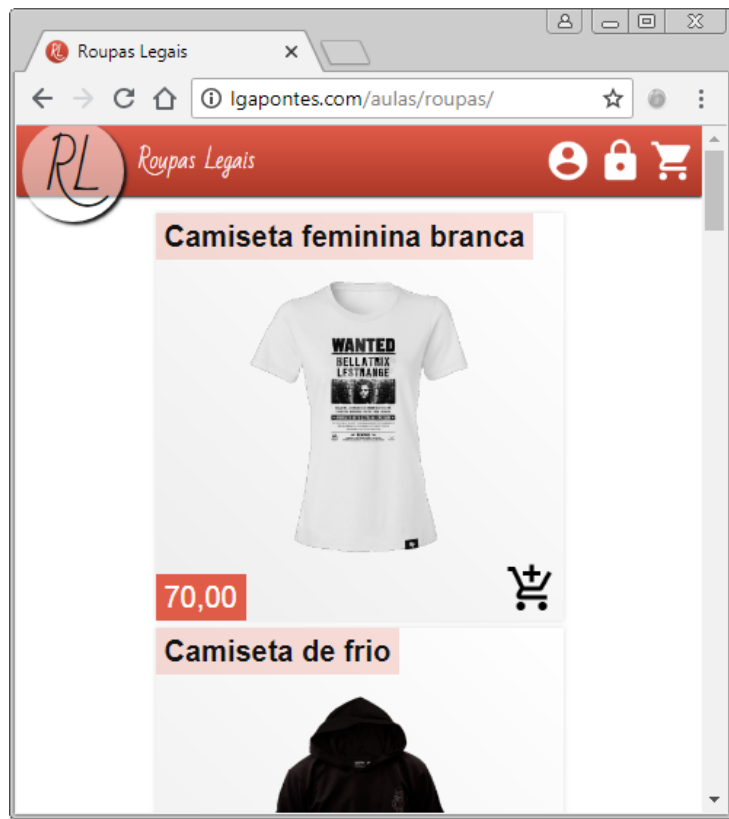 Roupas Legais
lgapontes.com/aulas/roupas/
RL
Roupas Legais
Camiseta feminina branca
WANTED
BELLATRIX
LESTRANGE
70,00
Camiseta de frio